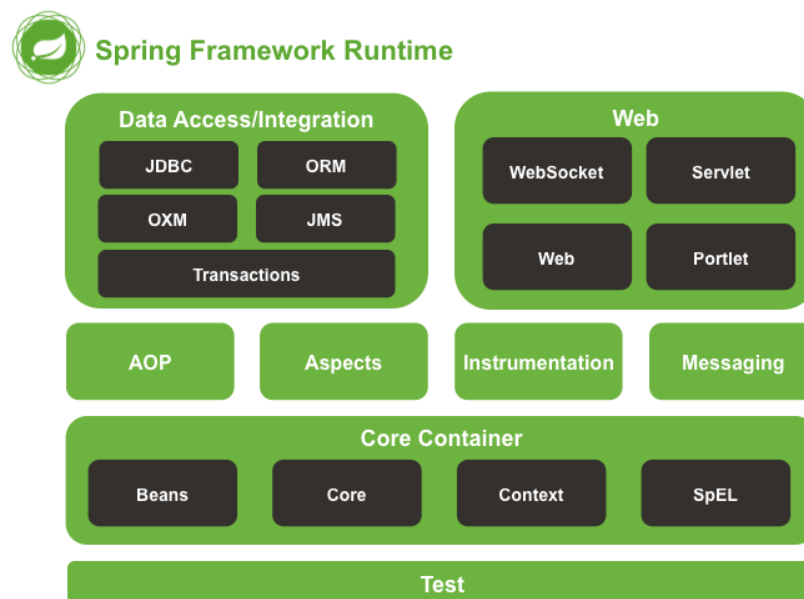 Spring Framework Runtime
Data Access/Integration
JDBC
ORM
OXM
JMS
Transactions
Web
WebSocket
Servlet
Web
Portlet
AOP
Aspects
Instrumentation
Messaging
Core Container
Beans
Core
Context
SpEL
Test